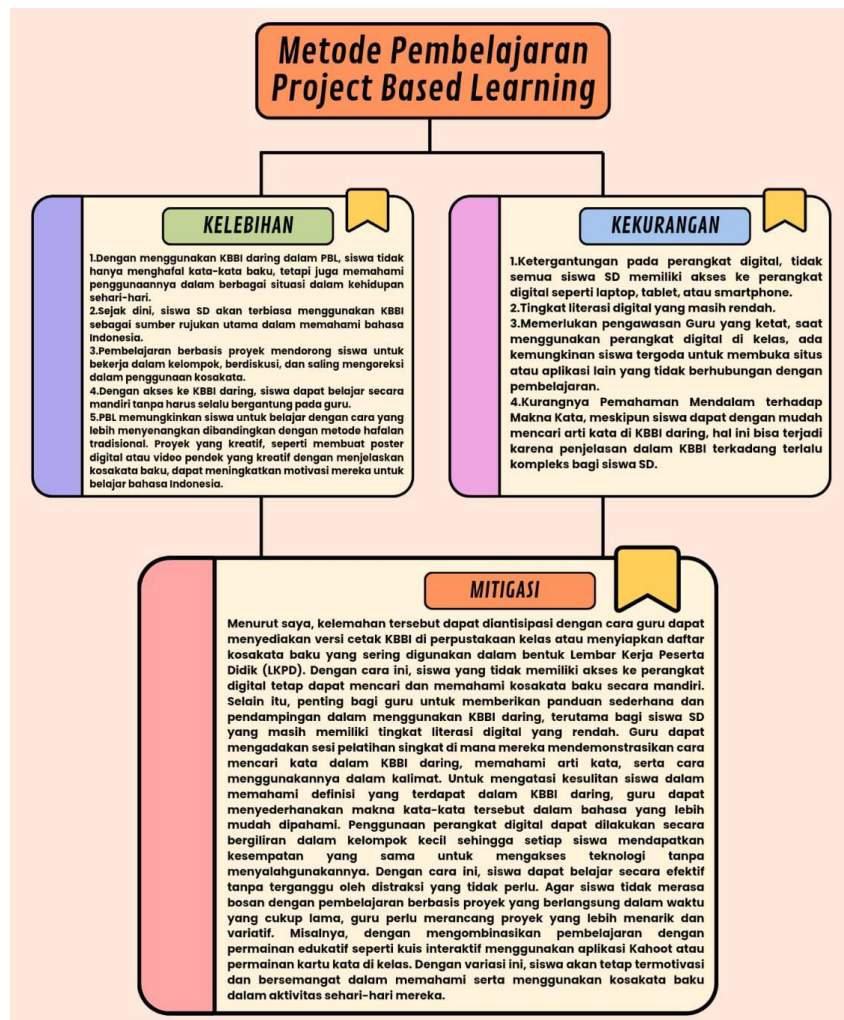 Metode Pembelajaran
Project Based Learning
KELEBIHAN
1.Dengan menggunakan KBBI daring dalam PBL, siswa tidak
hanya menghafal kata-kata baku, tetapi juga memahami
penggunaannya dalam berbagai situasi dalam kehidupan
sehari-hari.
2.Sejak dini, siswa SD akan terbiasa menggunakan KBBI
sebagai sumber rujukan utama dalam memahami bahasa
Indonesia.
3.Pembelajaran berbasis proyek mendorong siswa untuk
bekerja dalam kelompok, berdiskusi, dan saling mengoreksi
dalam penggunaan kosakata.
4.Dengan akses ke KBBI daring, siswa dapat belajar secara
mandiri tanpa harus selalu bergantung pada guru.
5.PBL memungkinkan siswa untuk belajar dengan cara yang
lebih menyenangkan dibandingkan dengan metode hafalan
tradisional. Proyek yang kreatif, seperti membuat poster
digital atau video pendek yang kreatif dengan menjelaskan
kosakata baku, dapat meningkatkan motivasi mereka untuk
belajar bahasa Indonesia.
KEKURANGAN
1.Ketergantungan pada perangkat digital, tidak
semua siswa SD memiliki akses ke perangkat
digital seperti laptop, tablet, atau smartphone.
2.Tingkat literasi digital yang masih rendah.
3.Memerlukan pengawasan Guru yang ketat, saat
menggunakan perangkat digital di kelas, ada
kemungkinan siswa tergoda untuk membuka situs
atau aplikasi lain yang tidak berhubungan dengan
pembelajaran.
4.Kurangnya Pemahaman Mendalam terhadap
Makna Kata, meskipun siswa dapat dengan mudah
mencari arti kata di KBBI daring, hal ini bisa terjadi
karena penjelasan dalam KBBI terkadang terlalu
kompleks bagi siswa SD.
MITIGASI
Menurut saya, kelemahan tersebut dapat diantisipasi dengan cara guru dapat
menyediakan versi cetak KBBI di perpustakaan kelas atau menyiapkan daftar
kosakata baku yang sering digunakan dalam bentuk Lembar Kerja Peserta
Didik (LKPD). Dengan cara ini, siswa yang tidak memiliki akses ke perangkat
digital tetap dapat mencari dan memahami kosakata baku secara mandiri.
Selain itu, penting bagi guru untuk memberikan panduan sederhana dan
pendampingan dalam menggunakan KBBI daring, terutama bagi siswa SD
yang masih memiliki tingkat literasi digital yang rendah. Guru dapat
mengadakan sesi pelatihan singkat di mana mereka mendemonstrasikan cara
mencari kata dalam KBBI daring, memahami arti kata, serta cara
menggunakannya dalam kalimat. Untuk mengatasi kesulitan siswa dalam
memahami definisi yang terdapat dalam KBBI daring, guru dapat
menyederhanakan makna kata-kata tersebut dalam bahasa yang lebih
mudah dipahami. Penggunaan perangkat digital dapat dilakukan secara
bergiliran dalam kelompok kecil sehingga setiap siswa mendapatkan
kesempatan yang sama untuk mengakses teknologi tanpa
menyalahgunakannya. Dengan cara ini, siswa dapat belajar secara efektif
tanpa terganggu oleh distraksi yang tidak perlu. Agar siswa tidak merasa
bosan dengan pembelajaran berbasis proyek yang berlangsung dalam waktu
yang cukup lama, guru perlu merancang proyek yang lebih menarik dan
variatif. Misalnya, dengan mengombinasikan pembelajaran dengan
permainan edukatif seperti kuis interaktif menggunakan aplikasi Kahoot atau
permainan kartu kata di kelas. Dengan variasi ini, siswa akan tetap termotivasi
dan bersemangat dalam memahami serta menggunakan kosakata baku
dalam aktivitas sehari-hari mereka.